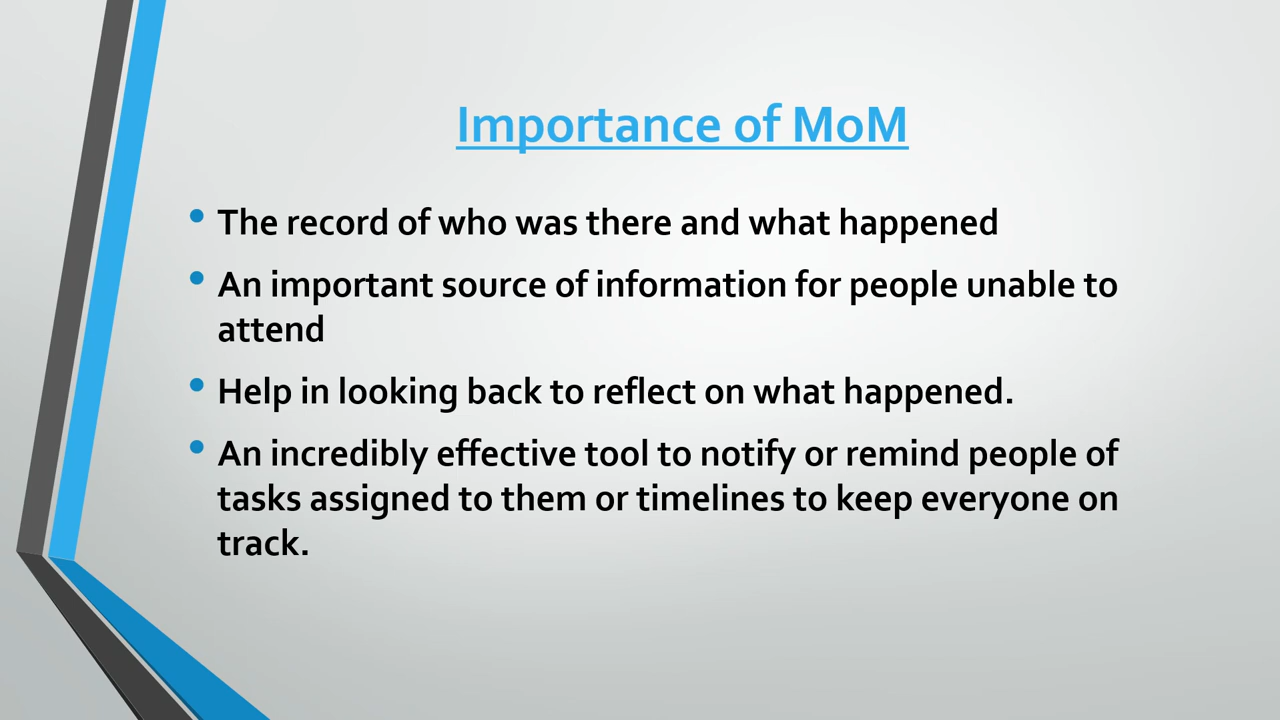 Importance of MoM
• The record of who was there and what happened
• An important source of information for people unable to
attend
• Help in looking back to reflect on what happened.
• An incredibly effective tool to notify or remind people of
tasks assigned to them or timelines to keep everyone on
track.